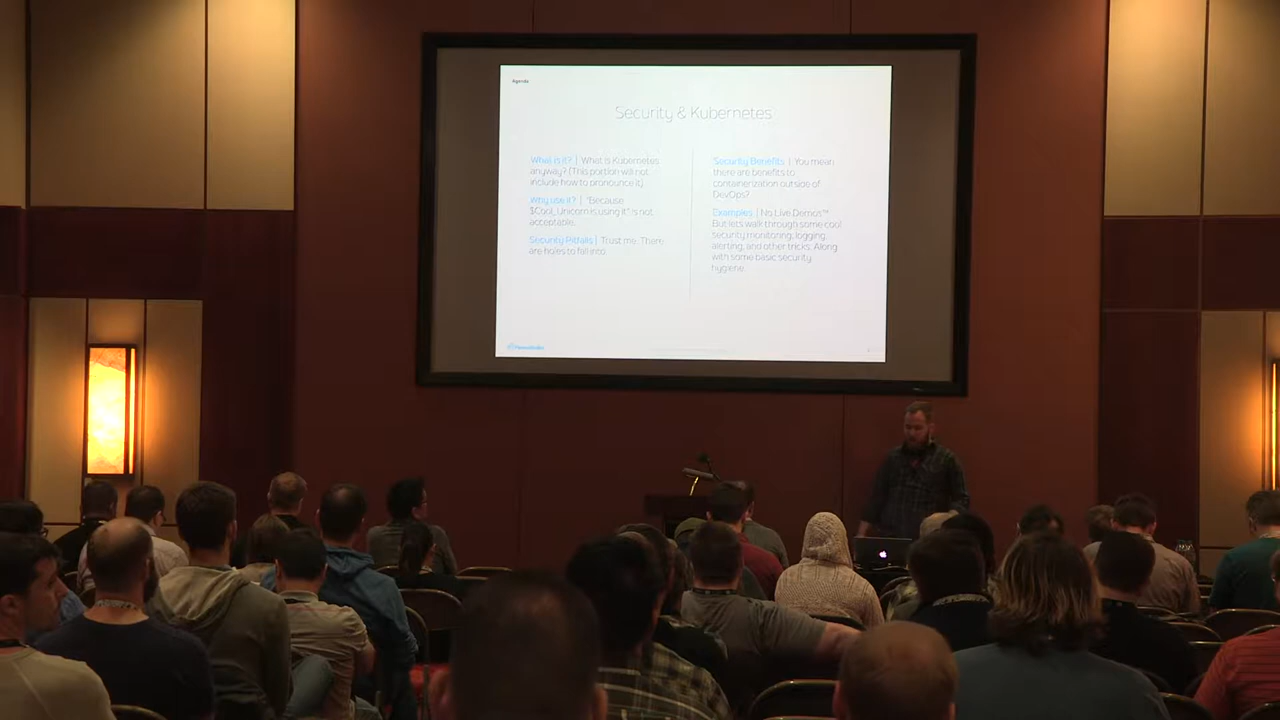 Agenda
Security & Kubernetes
What is it? | What is Kubernetes
anyway? (This portion will not
include how to pronounce it)
Why use it? | "Because
$Cool_Unicorn is using it" is not
acceptable.
Security Pitfalls | Trust me. There
are holes to fall into
Security Benefits | You mean
there are benefits to
containerization outside of
DevOps?
Examples | No Live Demos™
But lets walk through some cool
security monitoring, logging,
alerting, and other tricks. Along
with some basic security
hygiene.